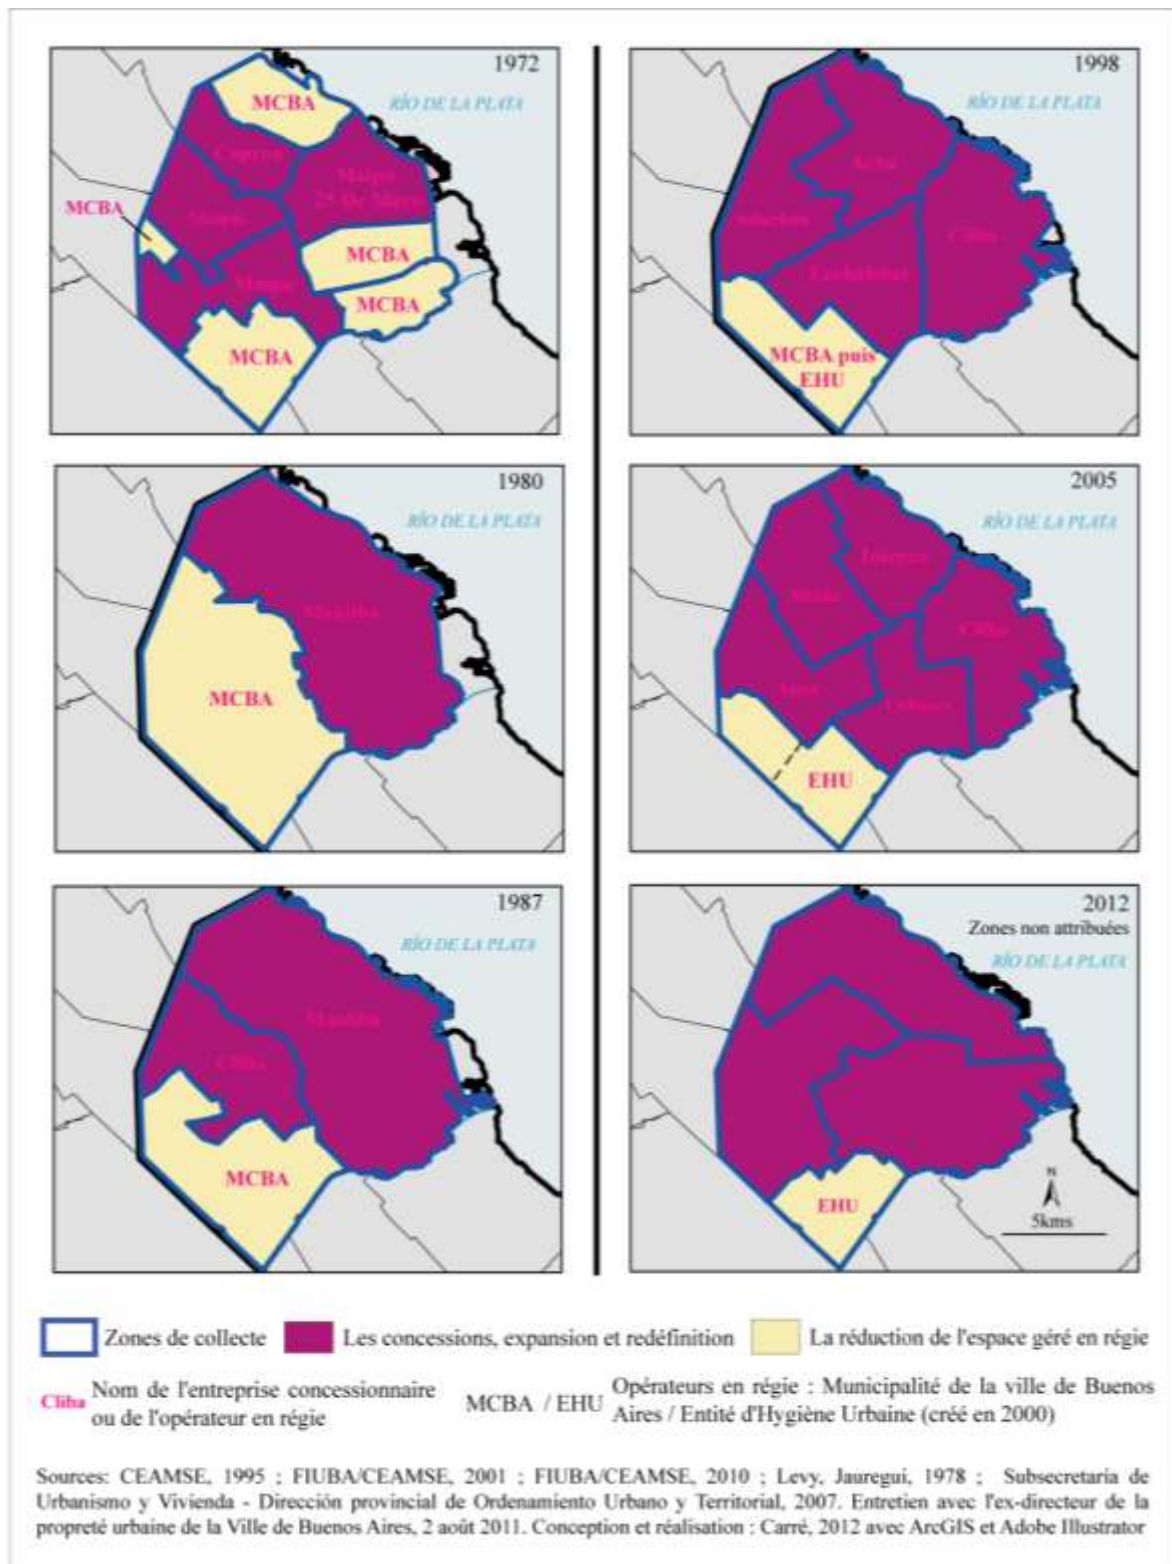 1972
MCBA
RÍO DE LA PLATA
MCBA
MCBA
MCBA
MCBA
1998
RÍO DE LA PLATA
Cliba
MCBA puis
EHU
1980
RÍO DE LA PLATA
Manliba
MCBA
2005
RÍO DE LA PLATA
Cliba
EHU
1987
RÍO DE LA PLATA
Manliba
Cliba
MCBA
2012
Zones non attribuées
RÍO DE LA PLATA
EHU
N
5kms
Zones de collecte
Les concessions, expansion et redéfinition
La réduction de l'espace géré en régie
Cliba
Nom de l'entreprise concessionnaire
ou de l'opérateur en régie
MCBA / EHU
Opérateurs en régie : Municipalité de la ville de Buenos
Aires / Entité d'Hygiène Urbaine (créé en 2000)
Sources: CEAMSE, 1995 ; FIUBA/CEAMSE, 2001 ; FIUBA/CEAMSE, 2010 ; Levy, Jauregui, 1978 ; Subsecretaria de
Urbanismo y Vivienda - Dirección provincial de Ordenamiento Urbano y Territorial, 2007. Entretien avec l'ex-directeur de la
propreté urbaine de la Ville de Buenos Aires, 2 août 2011. Conception et réalisation : Carré, 2012 avec ArcGIS et Adobe Illustrator